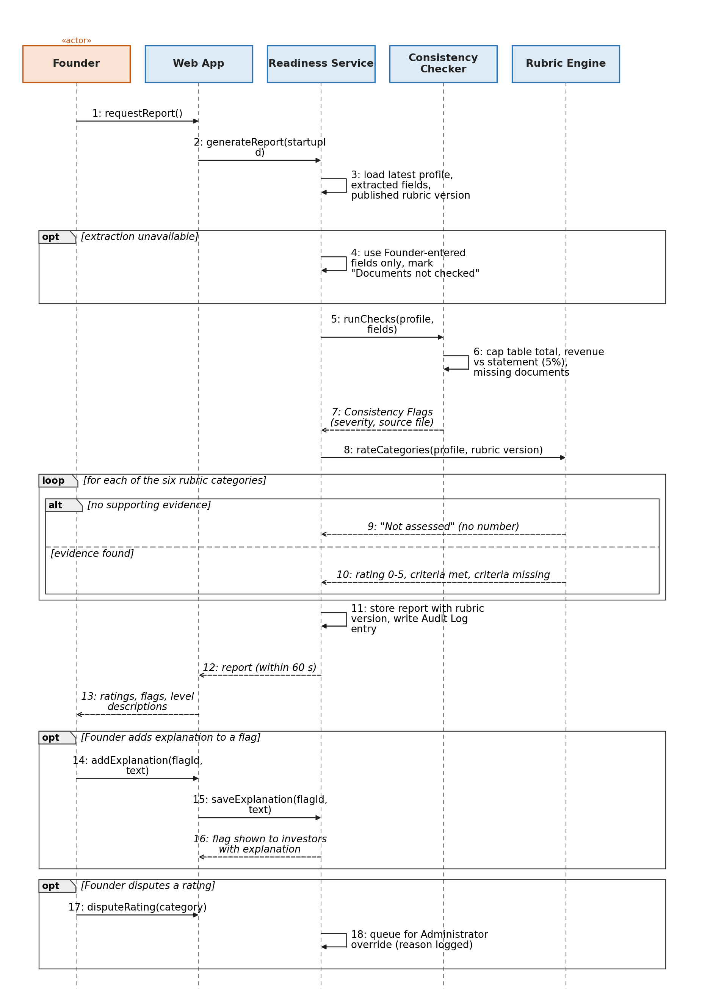 «actor»
Founder
Web App
Readiness Service
Consistency
Checker
Rubric Engine
1: requestReport()
2: generateReport(startupI
d)
3: load latest profile,
extracted fields,
published rubric version
opt
[extraction unavailable]
4: use Founder-entered
fields only, mark
"Documents not checked"
5: runChecks(profile,
fields)
6: cap table total, revenue
vs statement (5%),
missing documents
7: Consistency Flags
(severity, source file)
8: rateCategories(profile, rubric version)
loop
[for each of the six rubric categories]
alt
[no supporting evidence]
9: "Not assessed" (no number)
[evidence found]
10: rating 0-5, criteria met, criteria missing
11: store report with rubric
version, write Audit Log
entry
12: report (within 60 s)
13: ratings, flags, level
descriptions
opt
[Founder adds explanation to a flag]
14: addExplanation(flagId,
text)
15: saveExplanation(flagId,
text)
16: flag shown to investors
with explanation
opt
[Founder disputes a rating]
17: disputeRating(category)
18: queue for Administrator
override (reason logged)